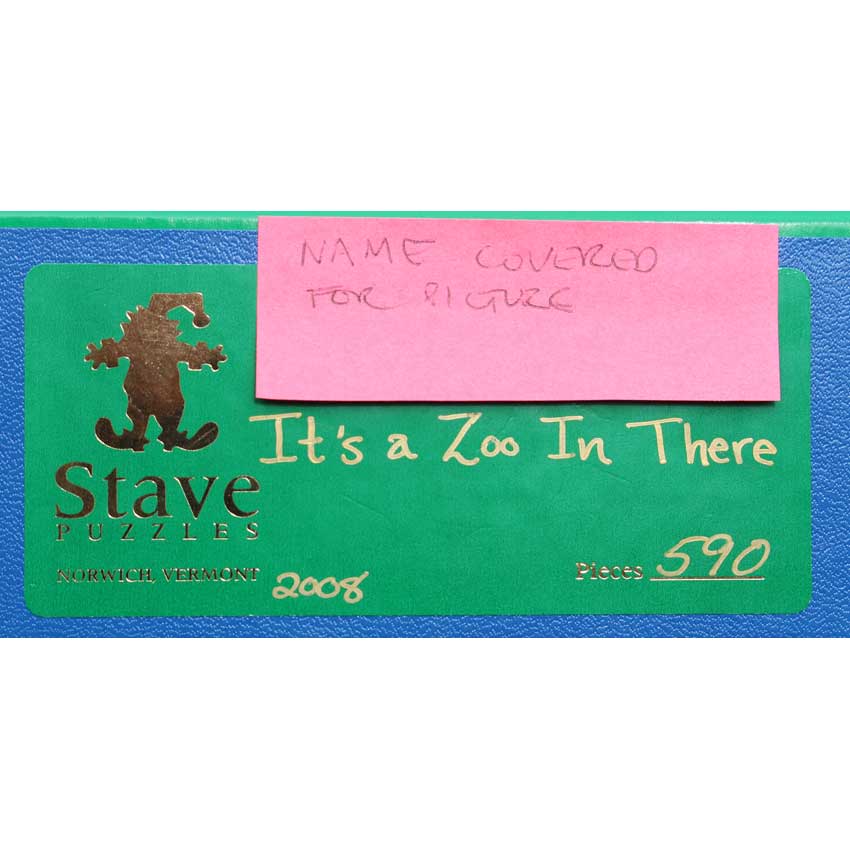 NAME COVERED
FOR PICTURE
It's a Zoo In There
Stave
PUZZLES
NORWICH, VERMONT 2008
Pieces 590